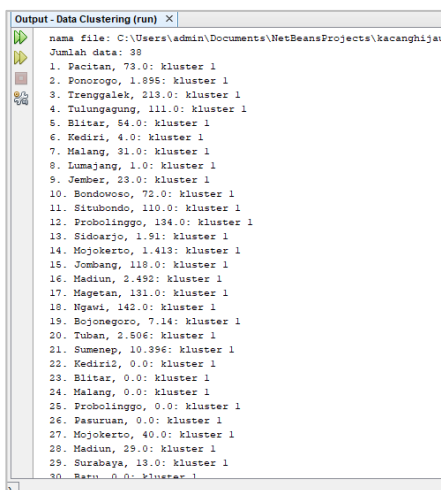 Output - Data Clustering (run) ×
nama file: C:\Users\admin\Documents\NetBeansProjects\kacanghijau
Jumlah data: 38
1. Pacitan, 73.0: kluster 1
2. Ponorogo, 1.895: kluster 1
3. Trenggalek, 213.0: kluster 1
4. Tulungagung, 111.0: kluster 1
5. Blitar, 54.0: kluster 1
6. Kediri, 4.0: kluster 1
7. Malang, 31.0: kluster 1
8. Lumajang, 1.0: kluster 1
9. Jember, 23.0: kluster 1
10. Bondowoso, 72.0: kluster 1
11. Situbondo, 110.0: kluster 1
12. Probolinggo, 134.0: kluster 1
13. Sidoarjo, 1.91: kluster 1
14. Mojokerto, 1.413: kluster 1
15. Jombang, 118.0: kluster 1
16. Madiun, 2.492: kluster 1
17. Magetan, 131.0: kluster 1
18. Ngawi, 142.0: kluster 1
19. Bojonegoro, 7.14: kluster 1
20. Tuban, 2.506: kluster 1
21. Sumenep, 10.396: kluster 1
22. Kediri2, 0.0: kluster 1
23. Blitar, 0.0: kluster 1
24. Malang, 0.0: kluster 1
25. Probolinggo, 0.0: kluster 1
26. Pasuruan, 0.0: kluster 1
27. Mojokerto, 40.0: kluster 1
28. Madiun, 29.0: kluster 1
29. Surabaya, 13.0: kluster 1
30. Batu, 0.0: kluster 1